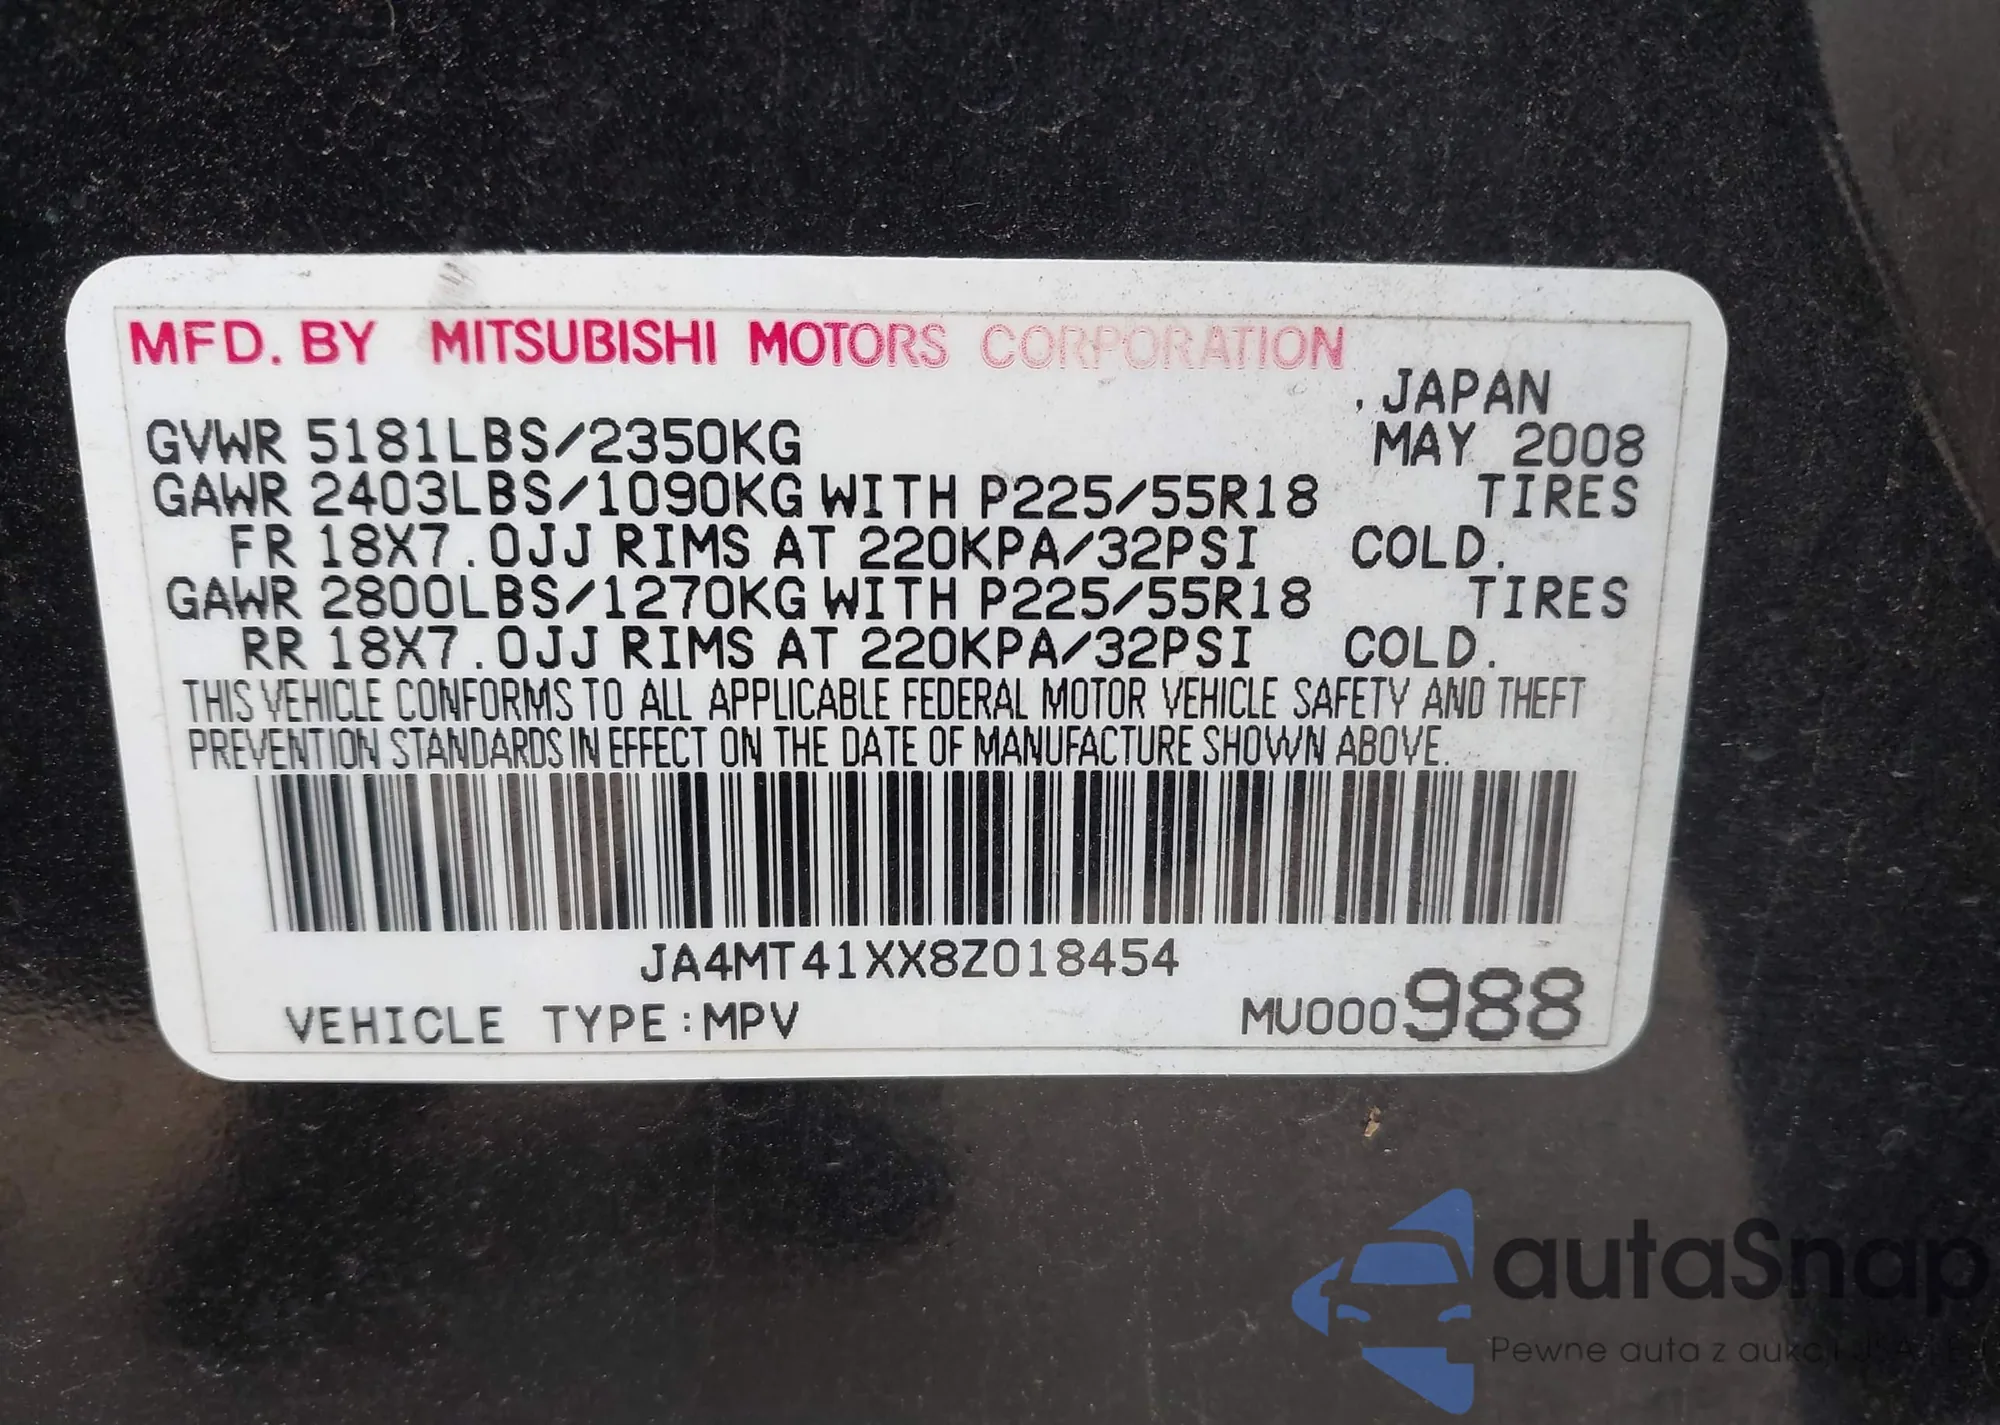 MFD. BY MITSUBISHI MOTORS CORPORATION
, JAPAN
GVWR 5181LBS/2350KG MAY 2008
GAWR 2403LBS/1090KG WITH P225/55R18 TIRES
FR 18X7.0JJ RIMS AT 220KPA/32PSI COLD.
GAWR 2800LBS/1270KG WITH P225/55R18 TIRES
RR 18X7.0JJ RIMS AT 220KPA/32PSI COLD.
THIS VEHICLE CONFORMS TO ALL APPLICABLE FEDERAL MOTOR VEHICLE SAFETY AND THEFT
PREVENTION STANDARDS IN EFFECT ON THE DATE OF MANUFACTURE SHOWN ABOVE.
JA4MT41XX8Z018454
VEHICLE TYPE:MPV MU000988
autaSnap
Pewne auta z aukcji